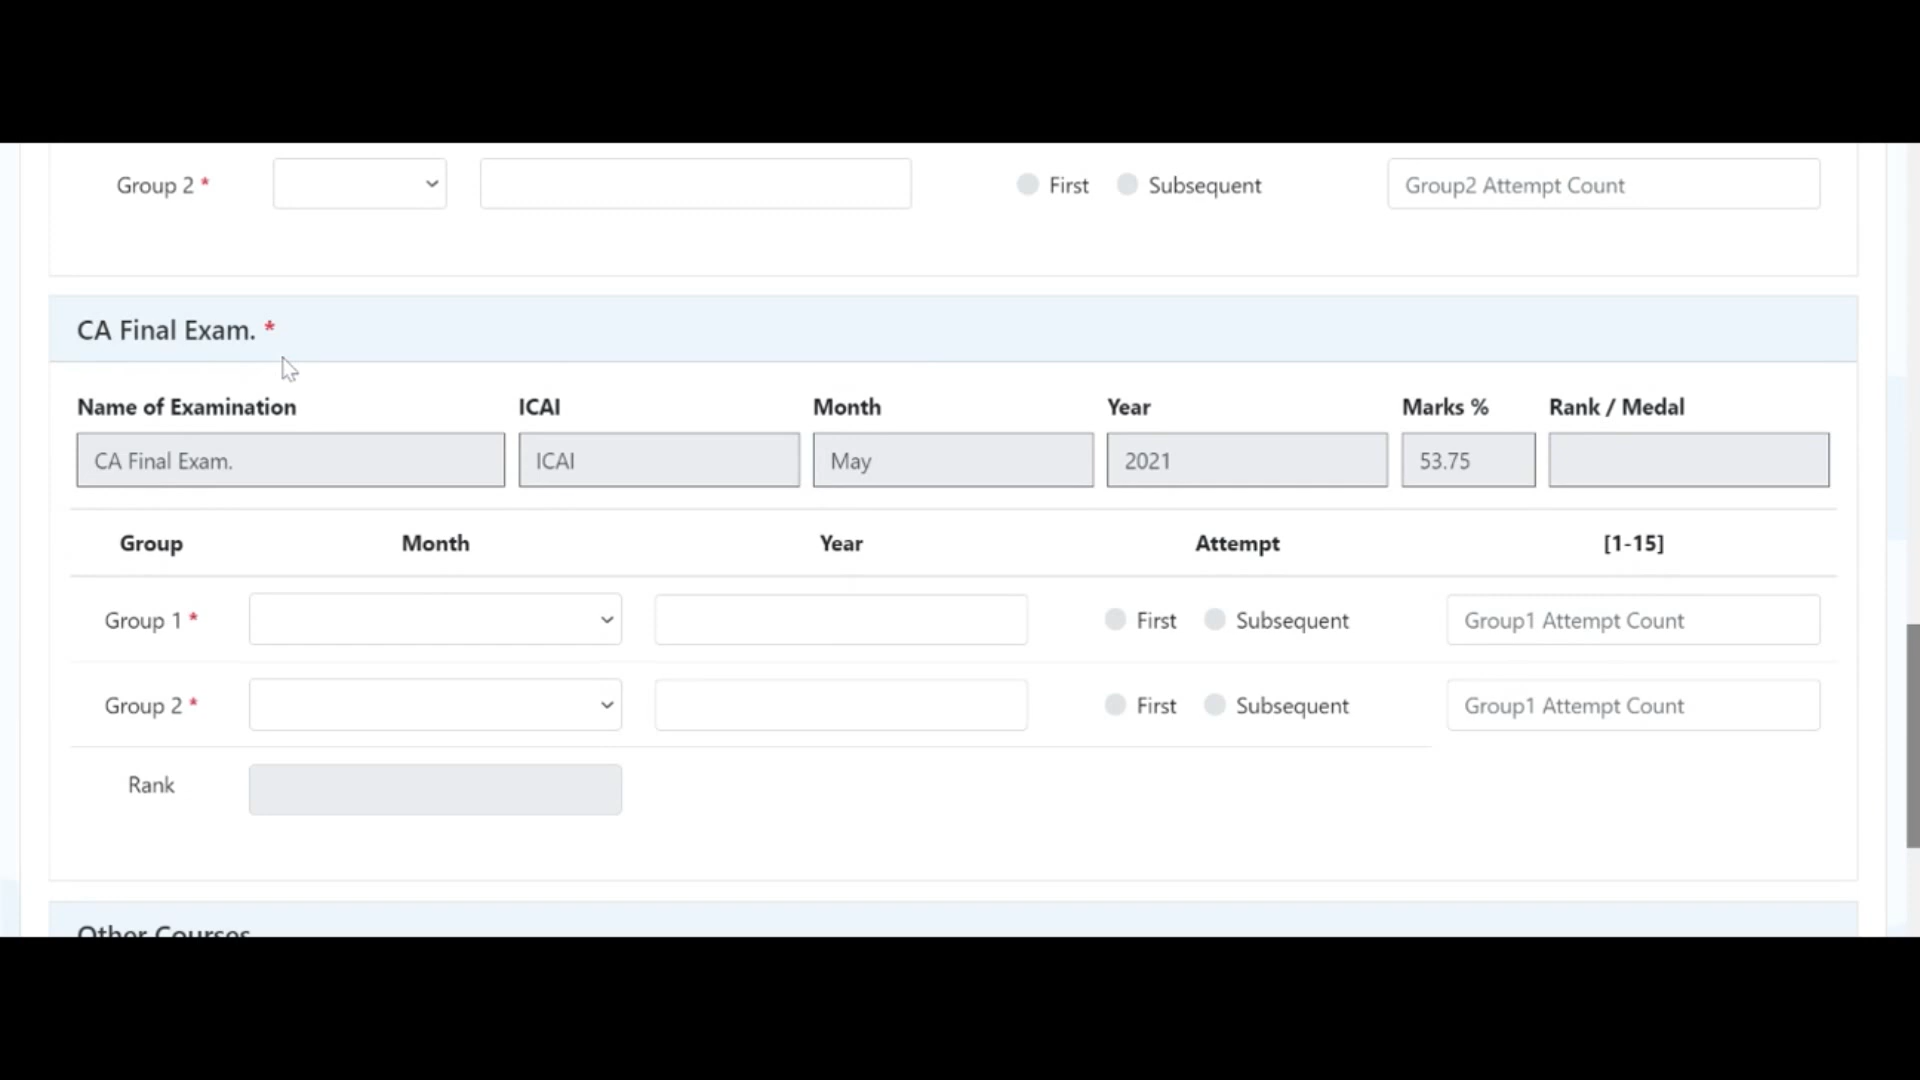 Group 2 * First Subsequent Group2 Attempt Count
CA Final Exam. *
Name of Examination ICAI Month Year Marks % Rank / Medal
CA Final Exam. ICAI May 2021 53.75
Group Month Year Attempt [1-15]
Group 1 * First Subsequent Group1 Attempt Count
Group 2 * First Subsequent Group1 Attempt Count
Rank
Other Courses